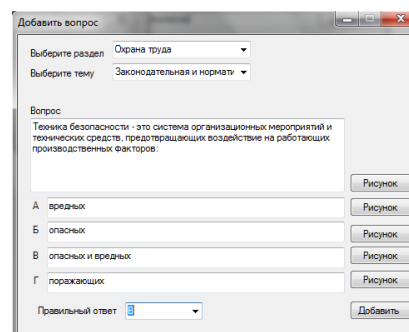 Добавить вопрос
Выберите раздел Охрана труда
Выберите тему Законодательная и нормати
Вопрос
Техника безопасности - это система организационных мероприятий и
технических средств, предотвращающих воздействие на работающих
производственных факторов:
Рисунок
А вредных Рисунок
Б опасных Рисунок
В опасных и вредных Рисунок
Г поражающих Рисунок
Правильный ответ В Добавить